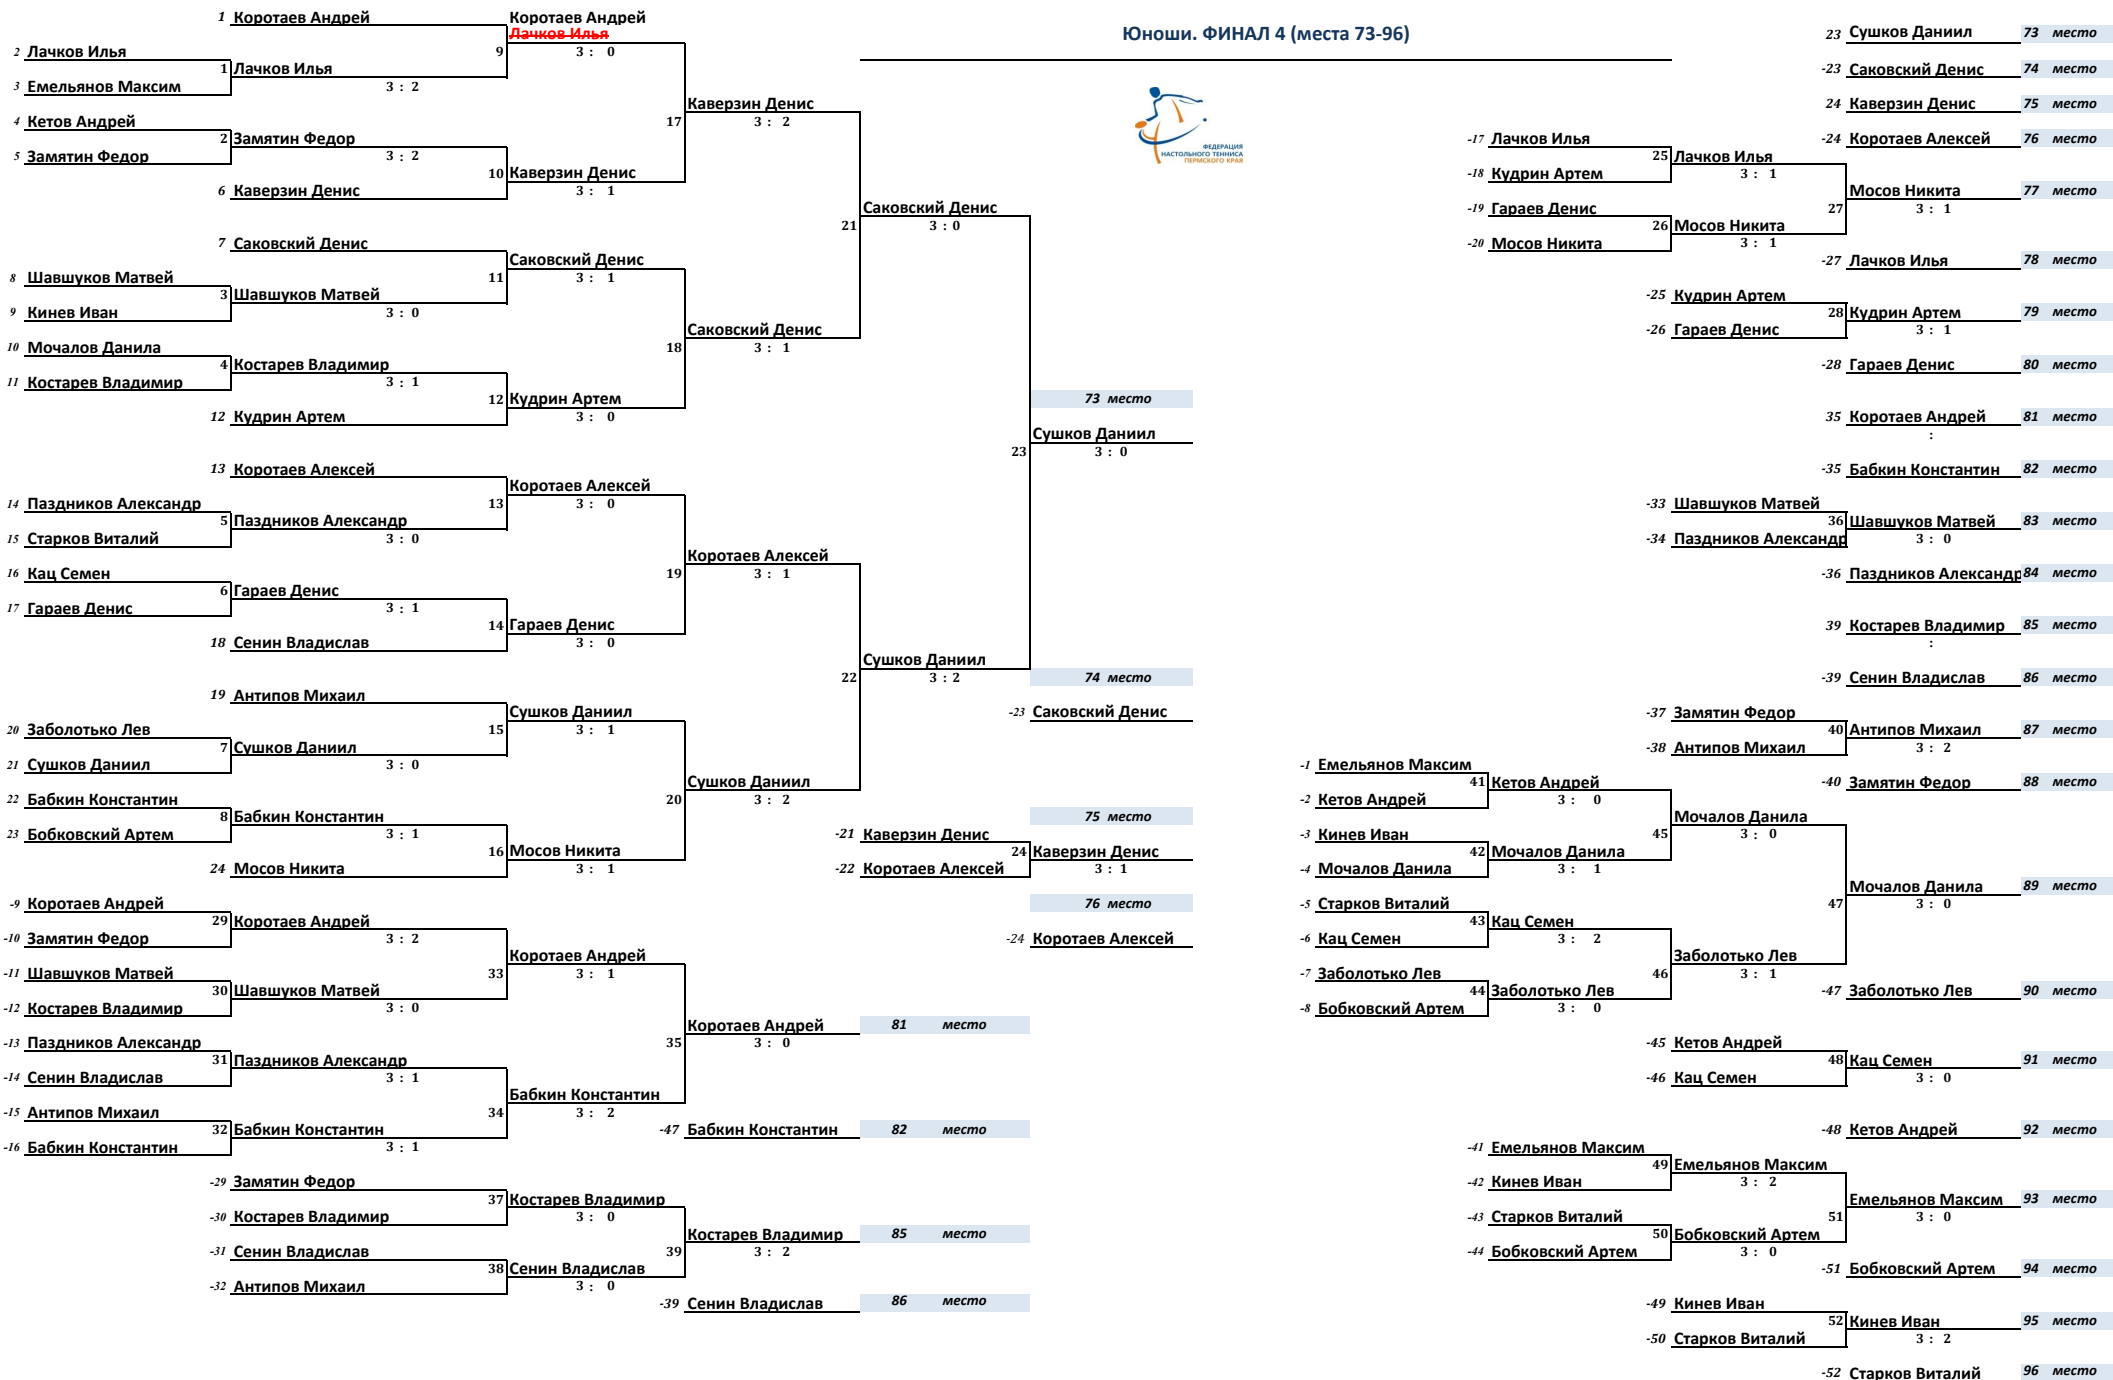 Юноши. ФИНАЛ 4 (места 73-96)
ФЕДЕРАЦИЯ
НАСТОЛЬНОГО ТЕННИСА
ПЕРМСКОГО КРАЯ
1 Коротаев Андрей
2 Лачков Илья
1 Лачков Илья
3 : 2
3 Емельянов Максим
9 Коротаев Андрей
Лачков Илья
3 : 0
4 Кетов Андрей
2 Замятин Федор
3 : 2
5 Замятин Федор
10 Каверзин Денис
3 : 1
6 Каверзин Денис
17 Каверзин Денис
3 : 2
7 Саковский Денис
8 Шавшуков Матвей
3 Шавшуков Матвей
3 : 0
9 Кинев Иван
11 Саковский Денис
3 : 1
10 Мочалов Данила
4 Костарев Владимир
3 : 1
11 Костарев Владимир
12 Кудрин Артем
3 : 0
12 Кудрин Артем
18 Саковский Денис
3 : 1
21 Саковский Денис
3 : 0
13 Коротаев Алексей
14 Паздников Александр
5 Паздников Александр
3 : 0
15 Старков Виталий
13 Коротаев Алексей
3 : 0
16 Кац Семен
6 Гараев Денис
3 : 1
17 Гараев Денис
14 Гараев Денис
3 : 0
18 Сенин Владислав
19 Коротаев Алексей
3 : 1
19 Антипов Михаил
20 Заболотько Лев
7 Сушков Даниил
3 : 0
21 Сушков Даниил
15 Сушков Даниил
3 : 1
22 Бабкин Константин
8 Бабкин Константин
3 : 1
23 Бобковский Артем
16 Мосов Никита
3 : 1
24 Мосов Никита
20 Сушков Даниил
3 : 2
22 Сушков Даниил
3 : 2
73 место
23 Сушков Даниил
3 : 0
74 место
-23 Саковский Денис
75 место
-21 Каверзин Денис
24 Каверзин Денис
3 : 1
-22 Коротаев Алексей
76 место
-24 Коротаев Алексей
-9 Коротаев Андрей
29 Коротаев Андрей
3 : 2
-10 Замятин Федор
-11 Шавшуков Матвей
30 Шавшуков Матвей
3 : 0
-12 Костарев Владимир
33 Коротаев Андрей
3 : 1
-13 Паздников Александр
31 Паздников Александр
3 : 1
-14 Сенин Владислав
-15 Антипов Михаил
32 Бабкин Константин
3 : 1
-16 Бабкин Константин
34 Бабкин Константин
3 : 2
35 Коротаев Андрей 81 место
3 : 0
-47 Бабкин Константин 82 место
-29 Замятин Федор
37 Костарев Владимир
3 : 0
-30 Костарев Владимир
-31 Сенин Владислав
38 Сенин Владислав
3 : 0
-32 Антипов Михаил
39 Костарев Владимир 85 место
3 : 2
-39 Сенин Владислав 86 место
23 Сушков Даниил 73 место
-23 Саковский Денис 74 место
24 Каверзин Денис 75 место
-24 Коротаев Алексей 76 место
-17 Лачков Илья
25 Лачков Илья
3 : 1
-18 Кудрин Артем
-19 Гараев Денис
26 Мосов Никита
3 : 1
-20 Мосов Никита
27 Мосов Никита 77 место
3 : 1
-27 Лачков Илья 78 место
-25 Кудрин Артем
28 Кудрин Артем 79 место
3 : 1
-26 Гараев Денис
-28 Гараев Денис 80 место
35 Коротаев Андрей 81 место
:
-35 Бабкин Константин 82 место
-33 Шавшуков Матвей
36 Шавшуков Матвей 83 место
3 : 0
-34 Паздников Александр
-36 Паздников Александр 84 место
39 Костарев Владимир 85 место
:
-39 Сенин Владислав 86 место
-37 Замятин Федор
40 Антипов Михаил 87 место
3 : 2
-38 Антипов Михаил
-40 Замятин Федор 88 место
-1 Емельянов Максим
41 Кетов Андрей
3 : 0
-2 Кетов Андрей
-3 Кинев Иван
42 Мочалов Данила
3 : 1
-4 Мочалов Данила
45 Мочалов Данила
3 : 0
-5 Старков Виталий
43 Кац Семен
3 : 2
-6 Кац Семен
-7 Заболотько Лев
44 Заболотько Лев
3 : 0
-8 Бобковский Артем
46 Заболотько Лев
3 : 1
47 Мочалов Данила 89 место
3 : 0
-47 Заболотько Лев 90 место
-45 Кетов Андрей
48 Кац Семен 91 место
3 : 0
-46 Кац Семен
-48 Кетов Андрей 92 место
-41 Емельянов Максим
49 Емельянов Максим
3 : 2
-42 Кинев Иван
-43 Старков Виталий
50 Бобковский Артем
3 : 0
-44 Бобковский Артем
51 Емельянов Максим 93 место
3 : 0
-51 Бобковский Артем 94 место
-49 Кинев Иван
52 Кинев Иван 95 место
3 : 2
-50 Старков Виталий
-52 Старков Виталий 96 место